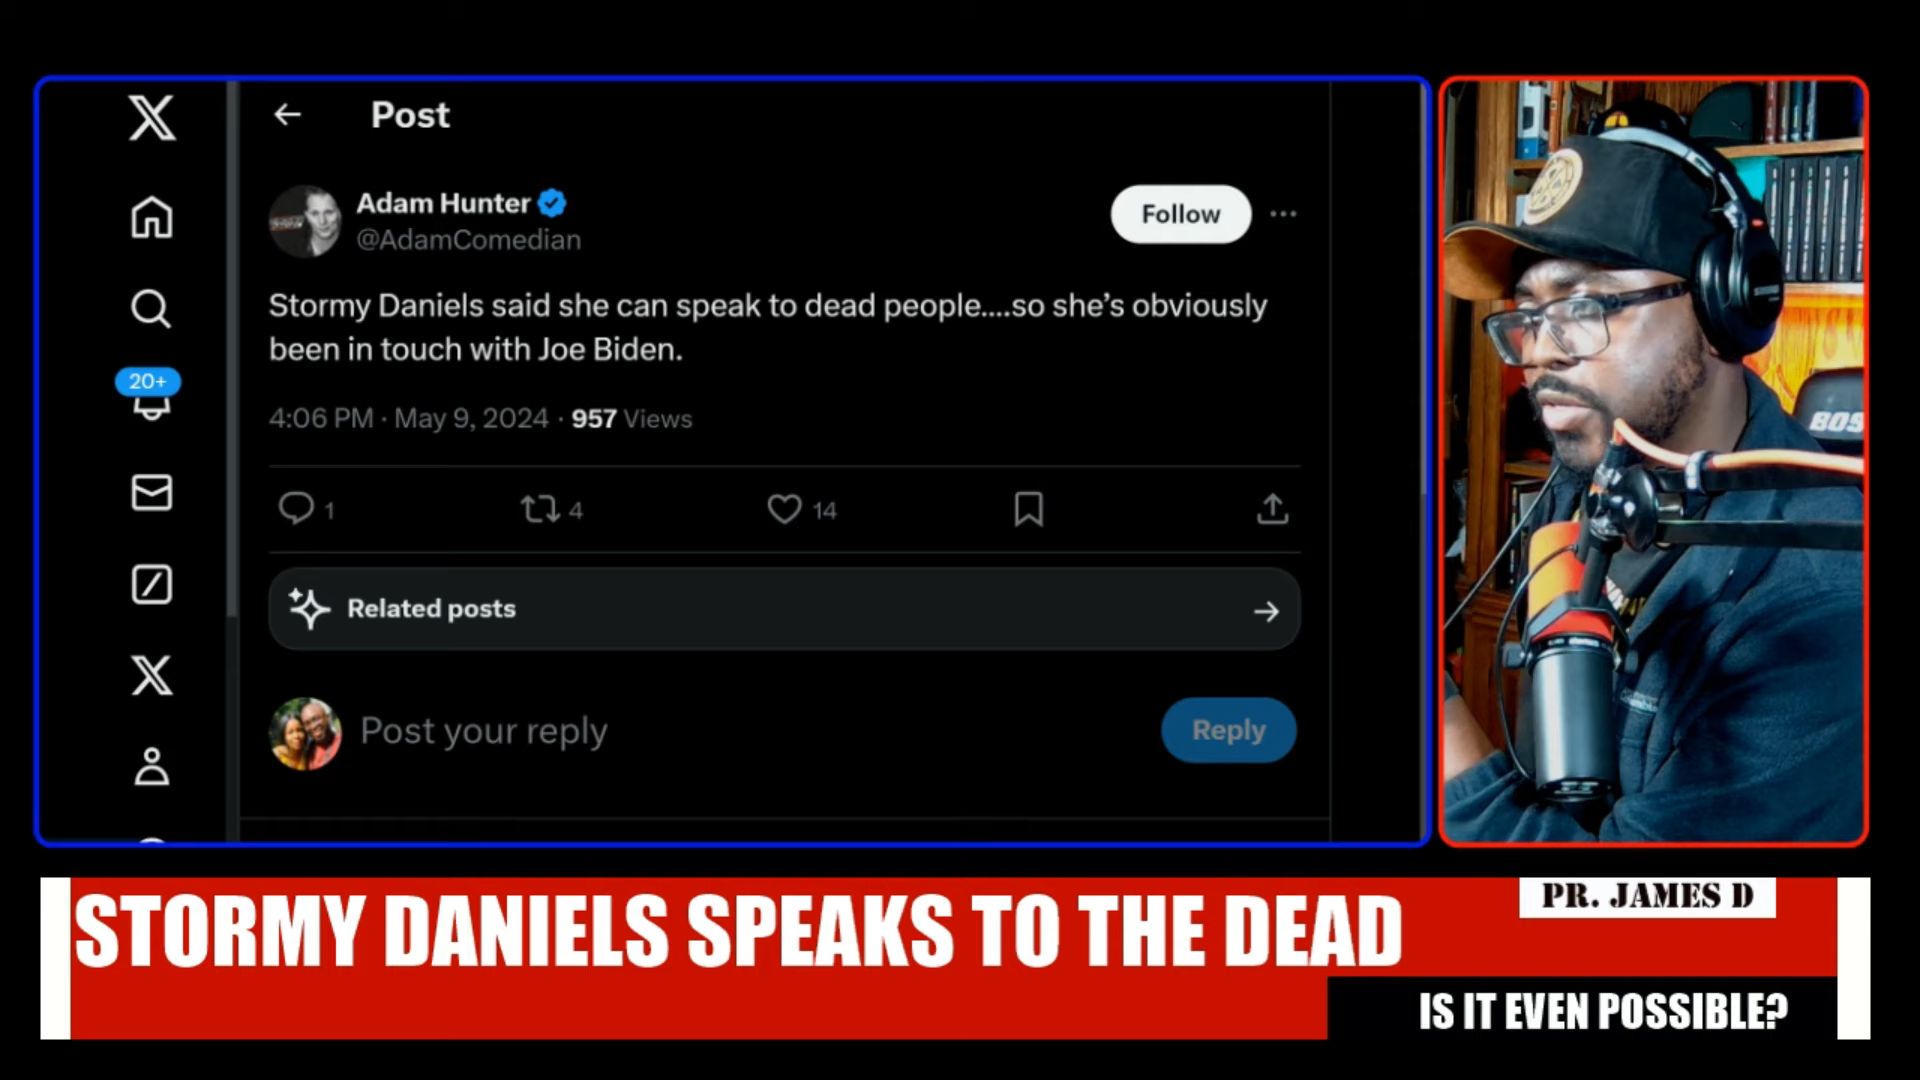 Post
Adam Hunter
@AdamComedian
Follow
Stormy Daniels said she can speak to dead people....so she's obviously
been in touch with Joe Biden.
4:06 PM · May 9, 2024 · 957 Views
20+
1
4
14
Related posts
Post your reply
Reply
BOS
STORMY DANIELS SPEAKS TO THE DEAD
PR. JAMES D
IS IT EVEN POSSIBLE?